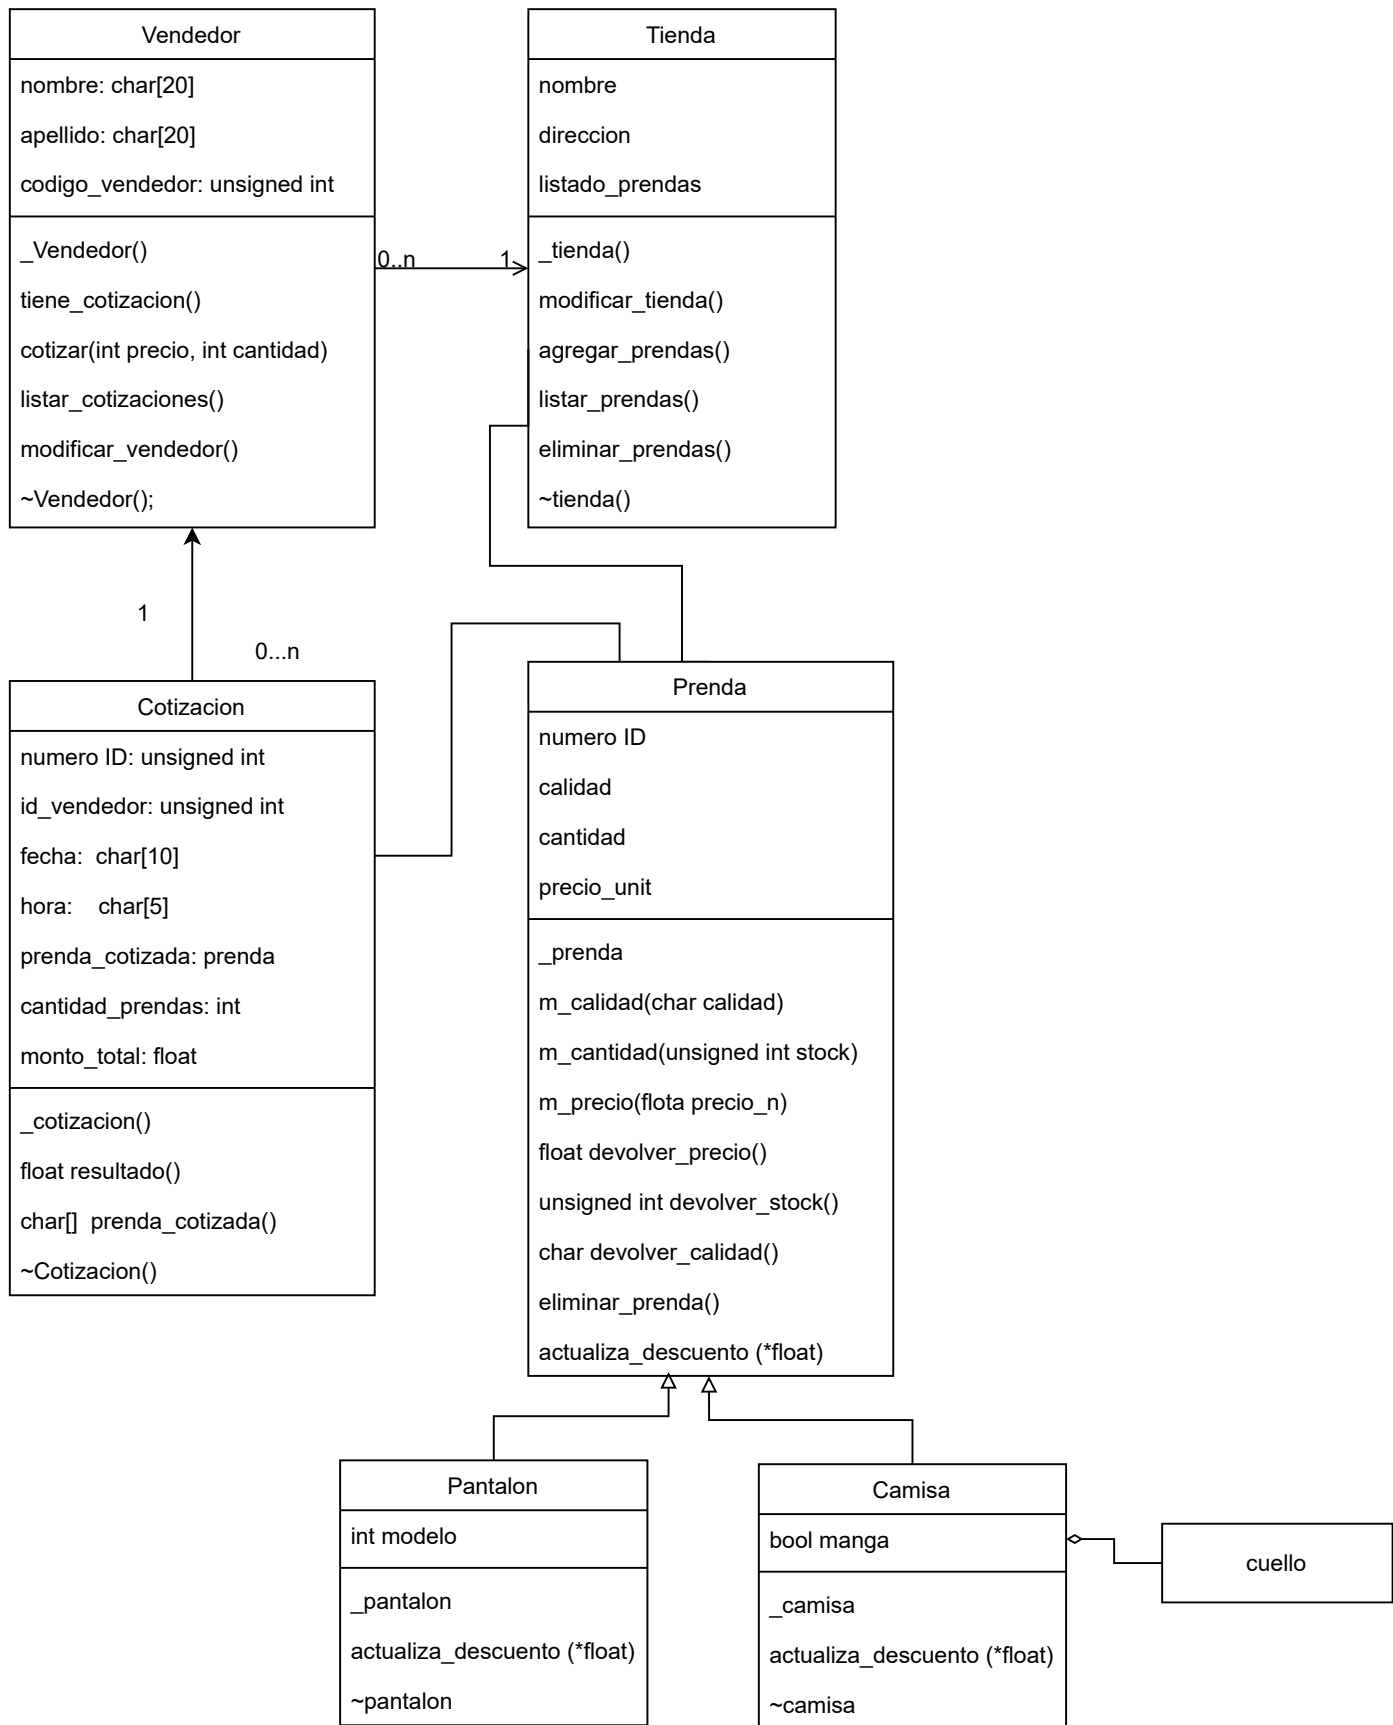 Vendedor
nombre: char[20]
apellido: char[20]
codigo_vendedor: unsigned int
_Vendedor()
tiene_cotizacion()
cotizar(int precio, int cantidad)
listar_cotizaciones()
modificar_vendedor()
~Vendedor();
0..n
1
Tienda
nombre
direccion
listado_prendas
_tienda()
modificar_tienda()
agregar_prendas()
listar_prendas()
eliminar_prendas()
~tienda()
1
0...n
Cotizacion
numero ID: unsigned int
id_vendedor: unsigned int
fecha:  char[10]
hora:    char[5]
prenda_cotizada: prenda
cantidad_prendas: int
monto_total: float
_cotizacion()
float resultado()
char[]  prenda_cotizada()
~Cotizacion()
Prenda
numero ID
calidad
cantidad
precio_unit
_prenda
m_calidad(char calidad)
m_cantidad(unsigned int stock)
m_precio(flota precio_n)
float devolver_precio()
unsigned int devolver_stock()
char devolver_calidad()
eliminar_prenda()
actualiza_descuento (*float)
Pantalon
int modelo
_pantalon
actualiza_descuento (*float)
~pantalon
Camisa
bool manga
_camisa
actualiza_descuento (*float)
~camisa
cuello